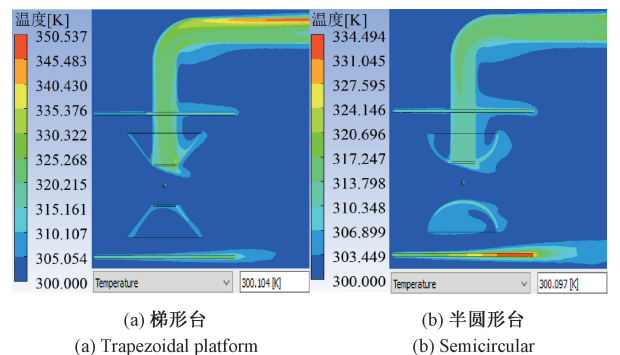 温度[K]
350.537
345.483
340.430
335.376
330.322
325.268
320.215
315.161
310.107
305.054
300.000
Temperature
300.104 [K]
温度[K]
334.494
331.045
327.595
324.146
320.696
317.247
313.798
310.348
306.899
303.449
300.000
Temperature
300.097 [K]
(a) 梯形台
(a) Trapezoidal platform
(b) 半圆形台
(b) Semicircular